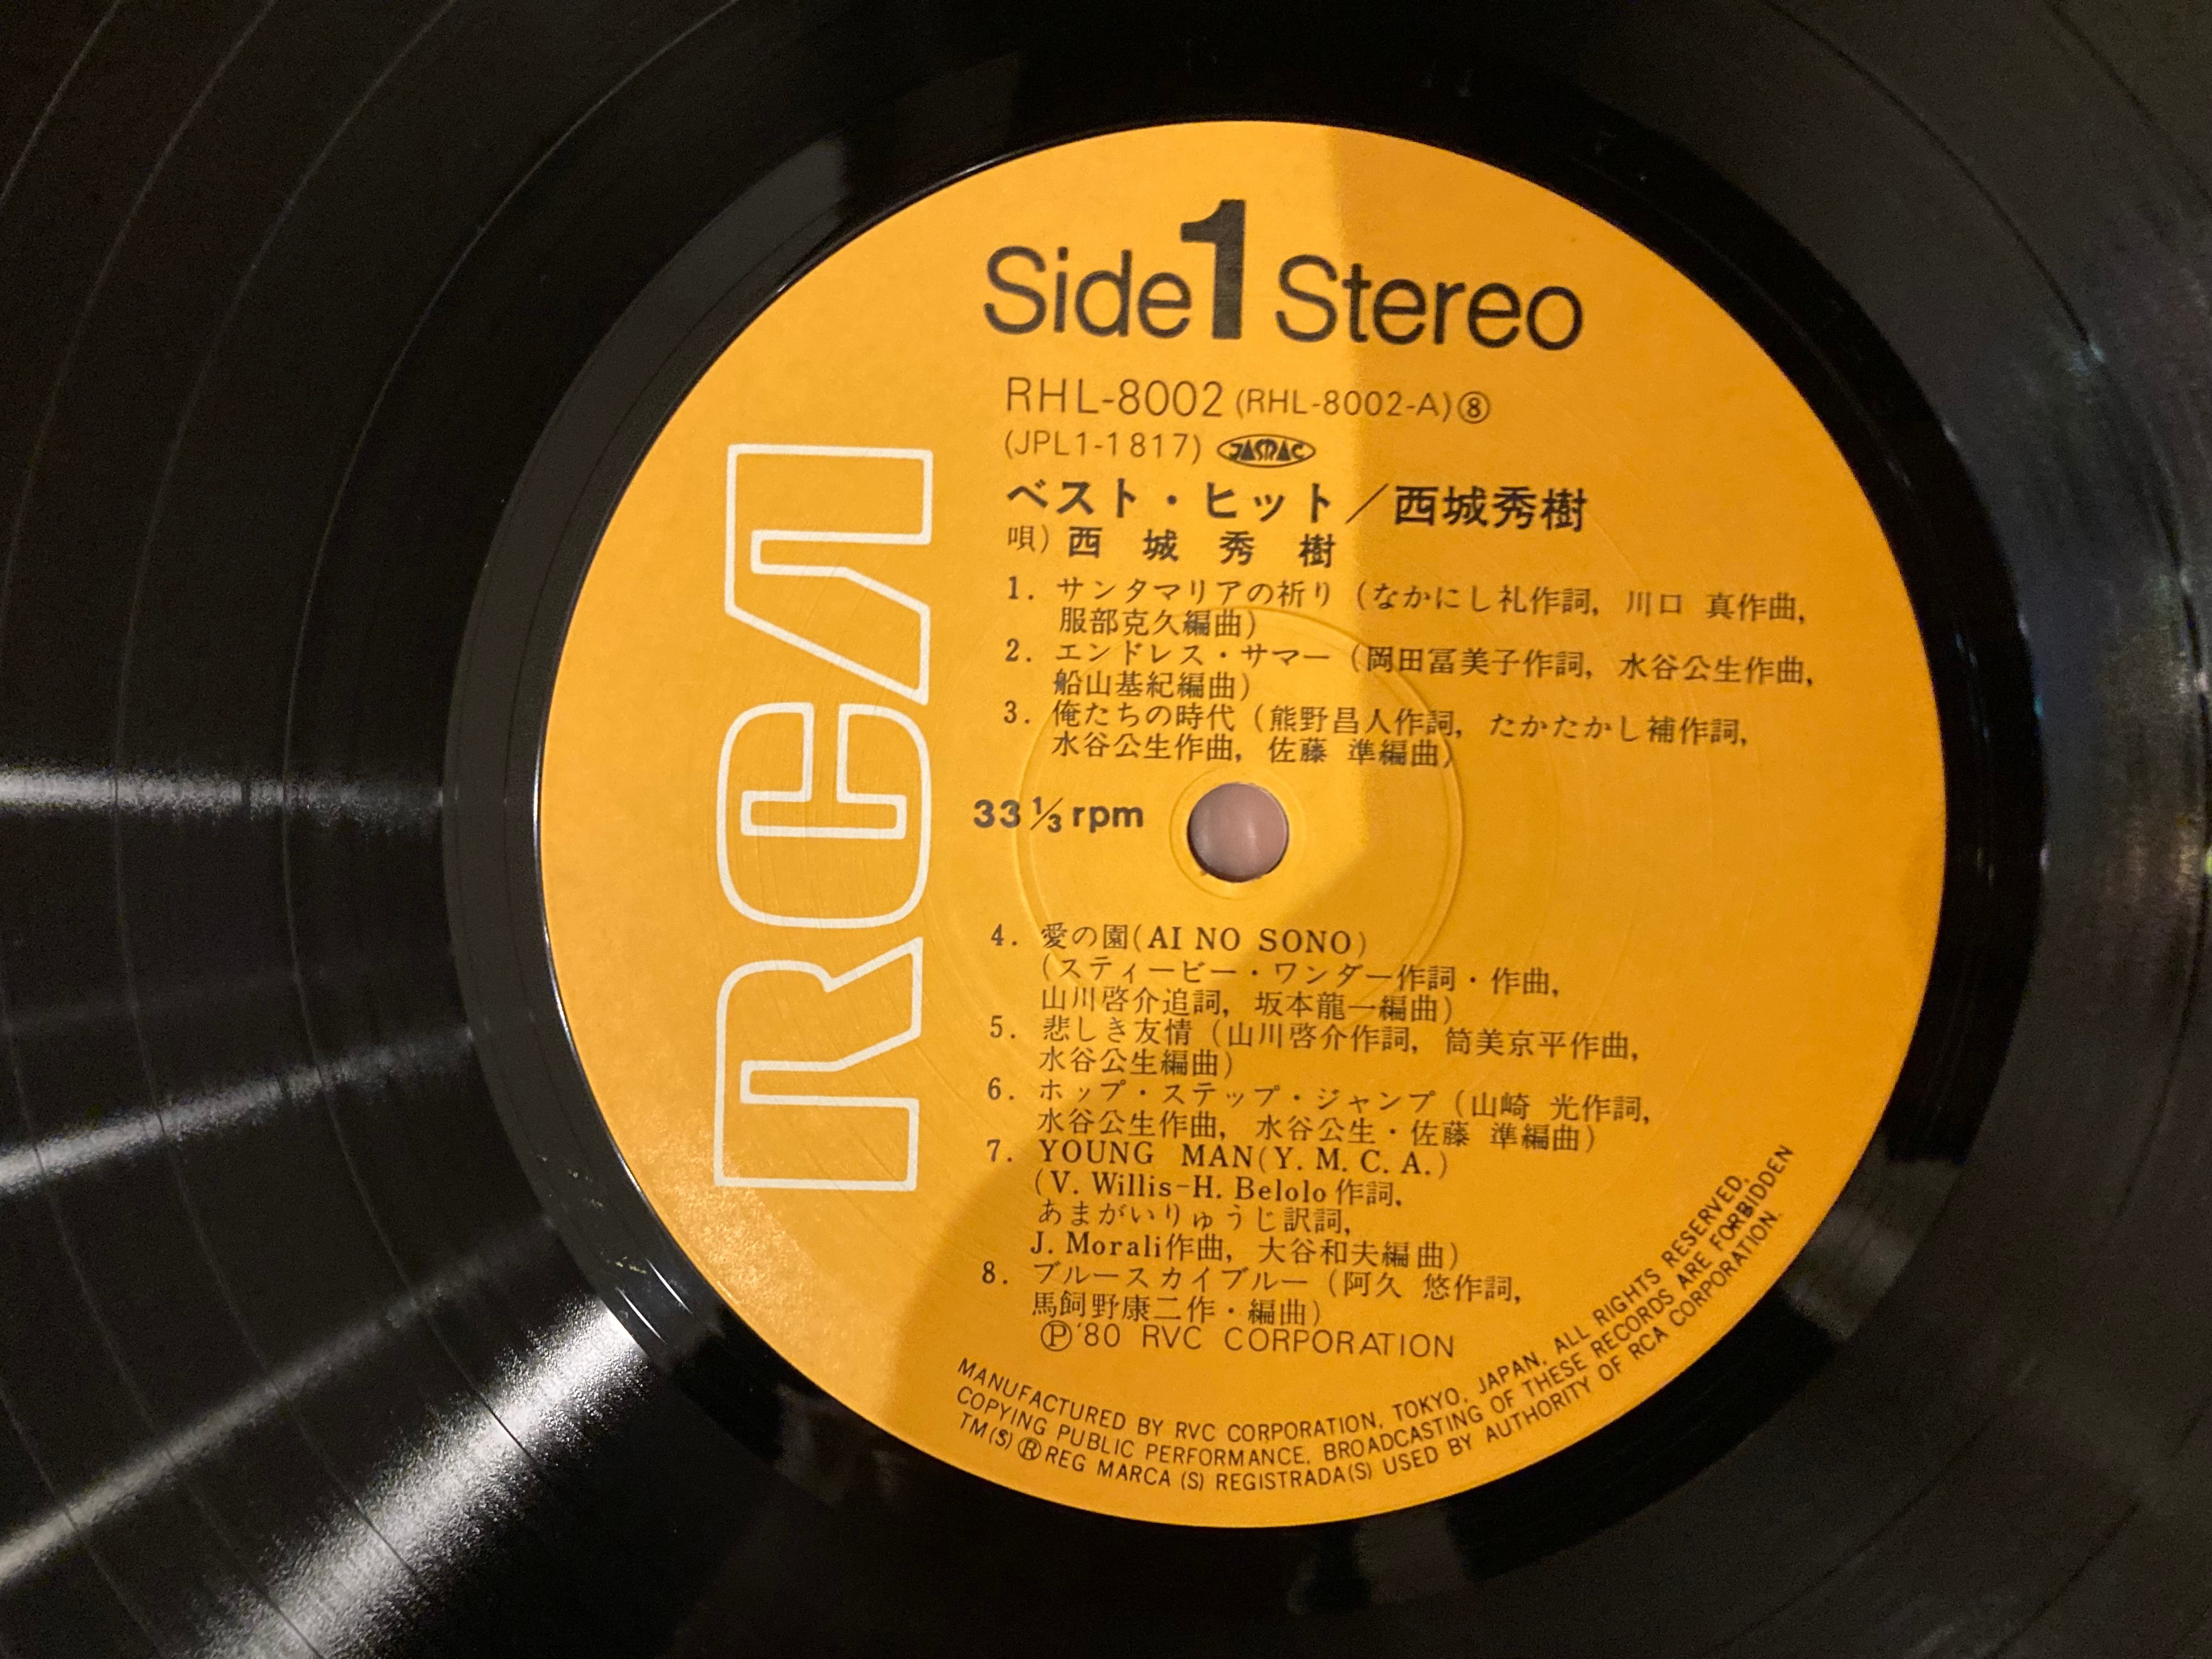 Side 1 Stereo
RHL-8002 (RHL-8002-A) ⑧
(JPL1-1817) JASRAC
ベスト・ヒット／西城秀樹
唄) 西 城 秀 樹
1. サンタマリアの祈り (なかにし礼作詞, 川口 真作曲,
服部克久編曲)
2. エンドレス・サマー (岡田冨美子作詞, 水谷公生作曲,
船山基紀編曲)
3. 俺たちの時代 (熊野昌人作詞, たかたかし補作詞,
水谷公生作曲, 佐藤 準編曲)
33 1/3 rpm
4. 愛の園(AI NO SONO)
(スティービー・ワンダー作詞・作曲,
山川啓介追詞, 坂本龍一編曲)
5. 悲しき友情 (山川啓介作詞, 筒美京平作曲,
水谷公生編曲)
6. ホップ・ステップ・ジャンプ (山崎 光作詞,
水谷公生作曲, 水谷公生・佐藤 準編曲)
7. YOUNG MAN(Y. M. C. A.)
(V. Willis-H. Belolo作詞,
あまがいりゅうじ訳詞,
J. Morali作曲, 大谷和夫編曲)
8. ブルースカイブルー (阿久 悠作詞,
馬飼野康二作・編曲)
Ⓟ'80 RVC CORPORATION
MANUFACTURED BY RVC CORPORATION, TOKYO, JAPAN, ALL RIGHTS RESERVED,
COPYING PUBLIC PERFORMANCE, BROADCASTING OF THESE RECORDS ARE FORBIDDEN
TM(S) ® REG MARCA (S) REGISTRADA(S) USED BY AUTHORITY OF RCA CORPORATION.
RCA